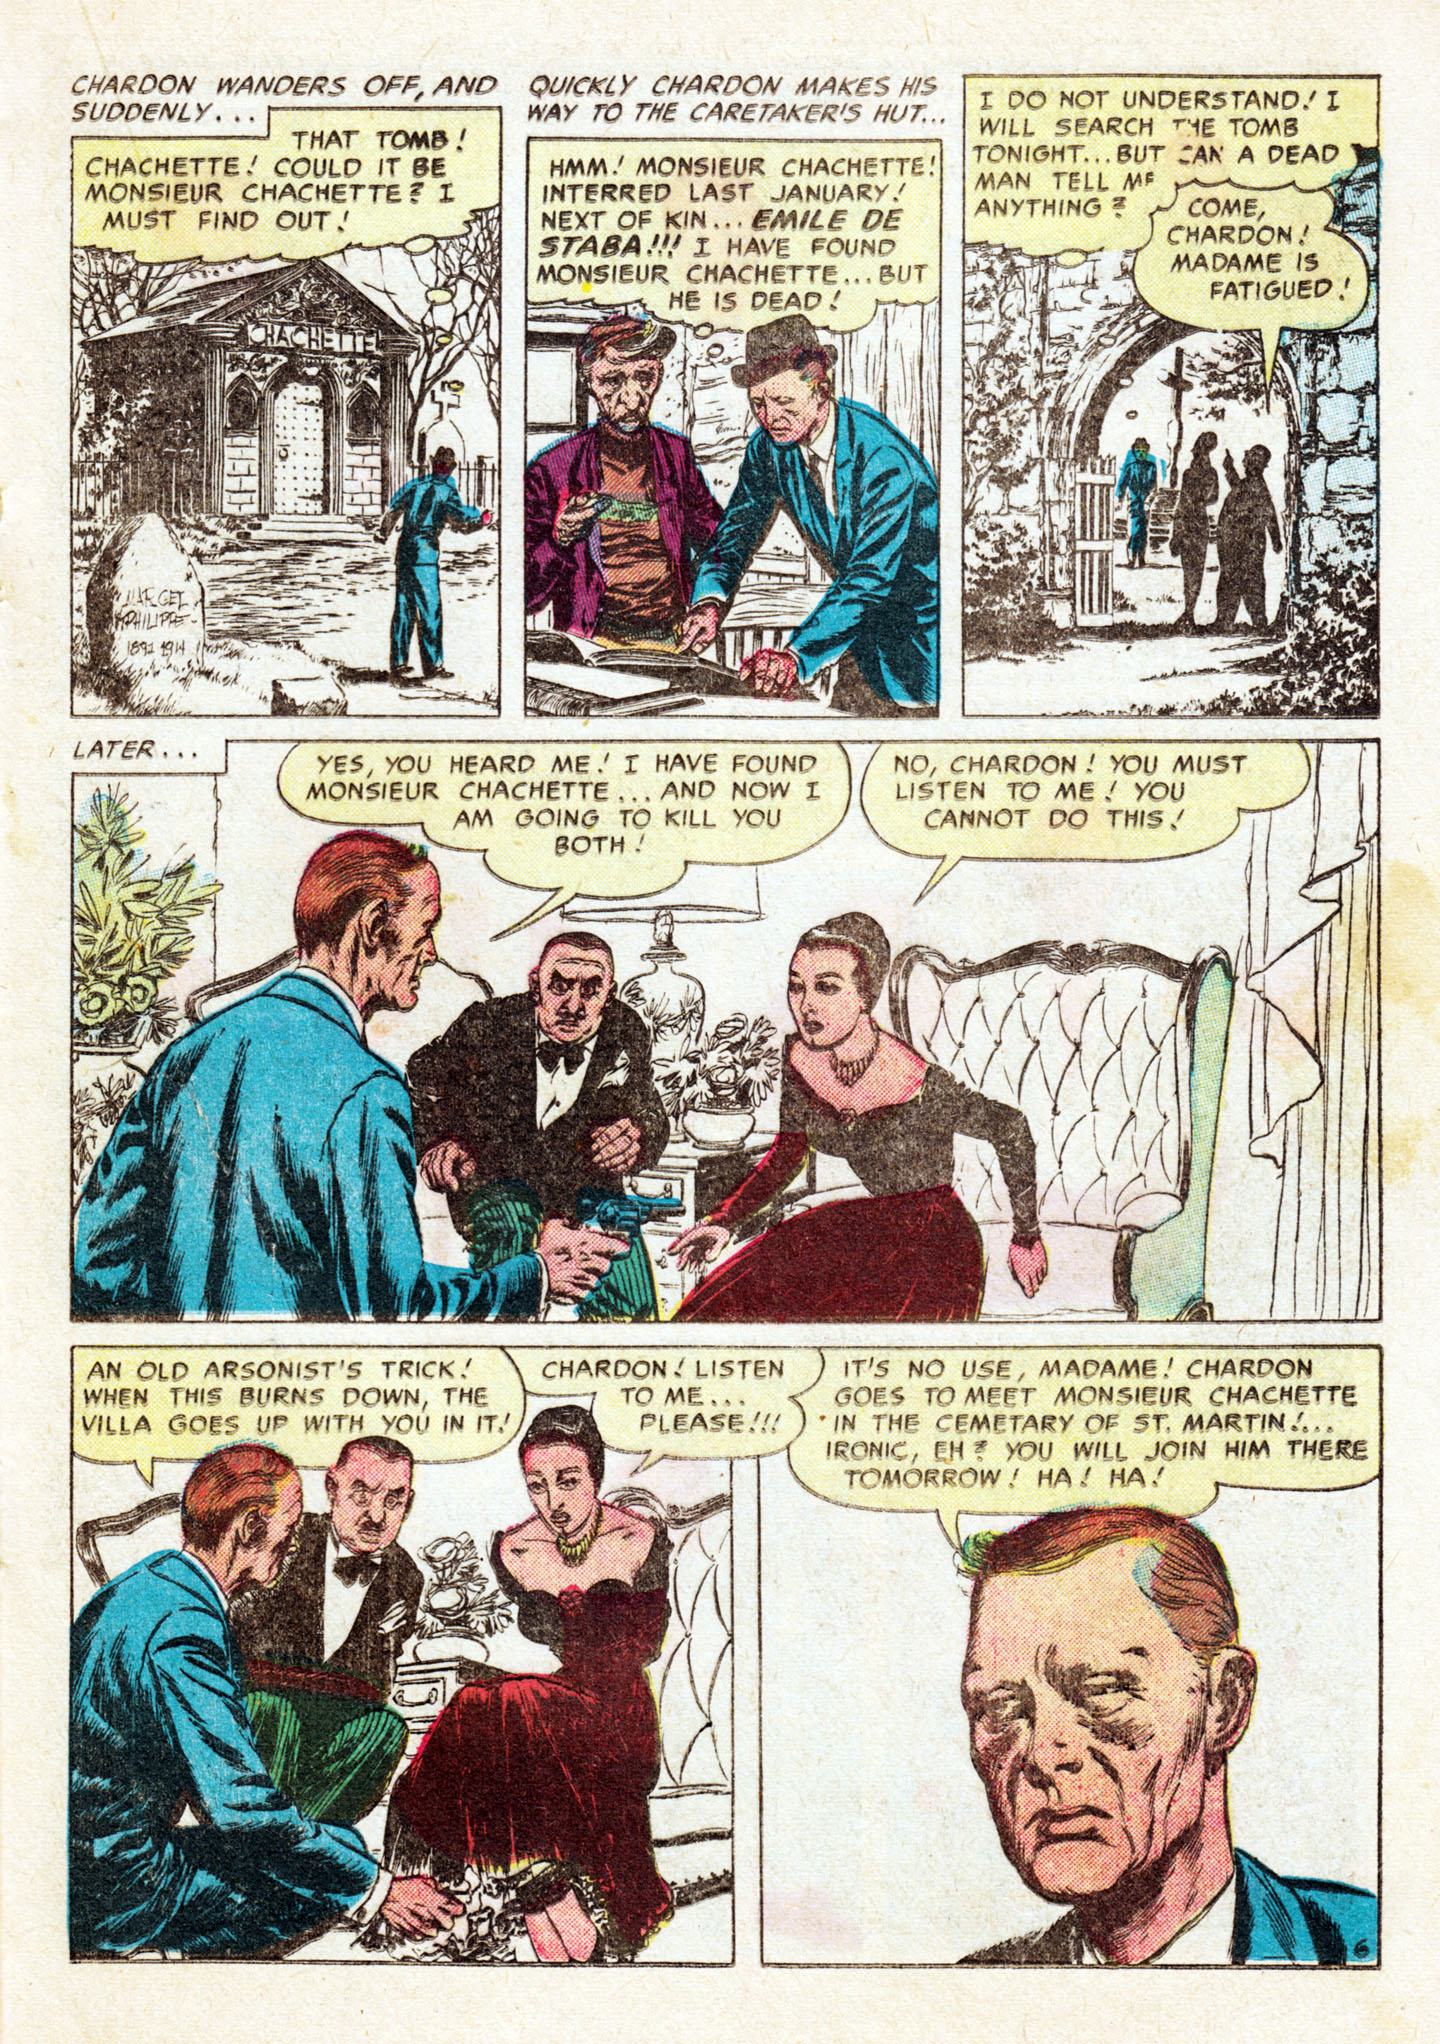 CHARDON WANDERS OFF, AND
SUDDENLY...
THAT TOMB!
CHACHETTE! COULD IT BE
MONSIEUR CHACHETTE? I
MUST FIND OUT!
CHACHETTE
MARCEL
PHILIPPE
1892 1914
QUICKLY CHARDON MAKES HIS
WAY TO THE CARETAKER'S HUT...
HMM! MONSIEUR CHACHETTE!
INTERRED LAST JANUARY!
NEXT OF KIN... EMILE DE
STABA!!! I HAVE FOUND
MONSIEUR CHACHETTE...BUT
HE IS DEAD!
I DO NOT UNDERSTAND! I
WILL SEARCH THE TOMB
TONIGHT...BUT CAN A DEAD
MAN TELL ME
ANYTHING?
COME,
CHARDON!
MADAME IS
FATIGUED!
LATER...
YES, YOU HEARD ME! I HAVE FOUND
MONSIEUR CHACHETTE...AND NOW I
AM GOING TO KILL YOU
BOTH!
NO, CHARDON! YOU MUST
LISTEN TO ME! YOU
CANNOT DO THIS!
AN OLD ARSONIST'S TRICK!
WHEN THIS BURNS DOWN, THE
VILLA GOES UP WITH YOU IN IT!
CHARDON! LISTEN
TO ME...
PLEASE!!!
IT'S NO USE, MADAME! CHARDON
GOES TO MEET MONSIEUR CHACHETTE
IN THE CEMETARY OF ST. MARTIN!...
IRONIC, EH? YOU WILL JOIN HIM THERE
TOMORROW! HA! HA!
6